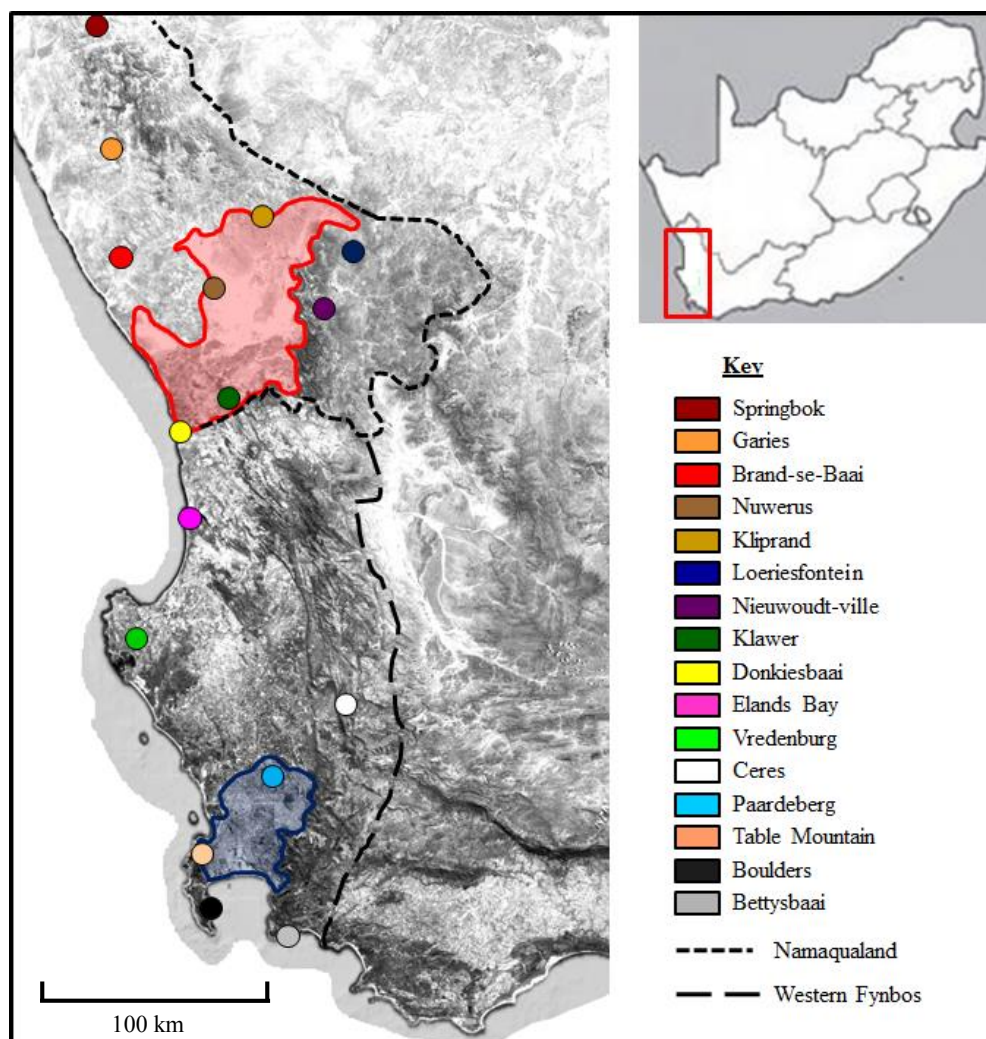 Key
Springbok
Garies
Brand-se-Baai
Nuwerus
Kliprand
Loeriesfontein
Nieuwoudt-ville
Klawer
Donkiesbaai
Elands Bay
Vredenburg
Ceres
Paardeberg
Table Mountain
Boulders
Bettysbaai
Namaqualand
Western Fynbos
100 km